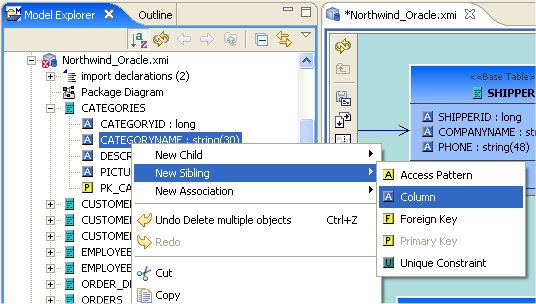 Model Explorer
Outline
Northwind_Oracle.xmi
import declarations (2)
Package Diagram
CATEGORIES
CATEGORYID : long
CATEGORYNAME : string(30)
DESCR
PICTU
PK_CA
CUSTOME
CUSTOME
CUSTOME
EMPLOYEE
EMPLOYEE
ORDER_DE
ORDERS
New Child
New Sibling
New Association
Undo Delete multiple objects Ctrl+Z
Redo
Cut
Copy
Access Pattern
Column
Foreign Key
Primary Key
Unique Constraint
*Northwind_Oracle.xmi
<<Base Table>>
SHIPPER
SHIPPERID : long
COMPANYNAME : string(
PHONE : string(48)